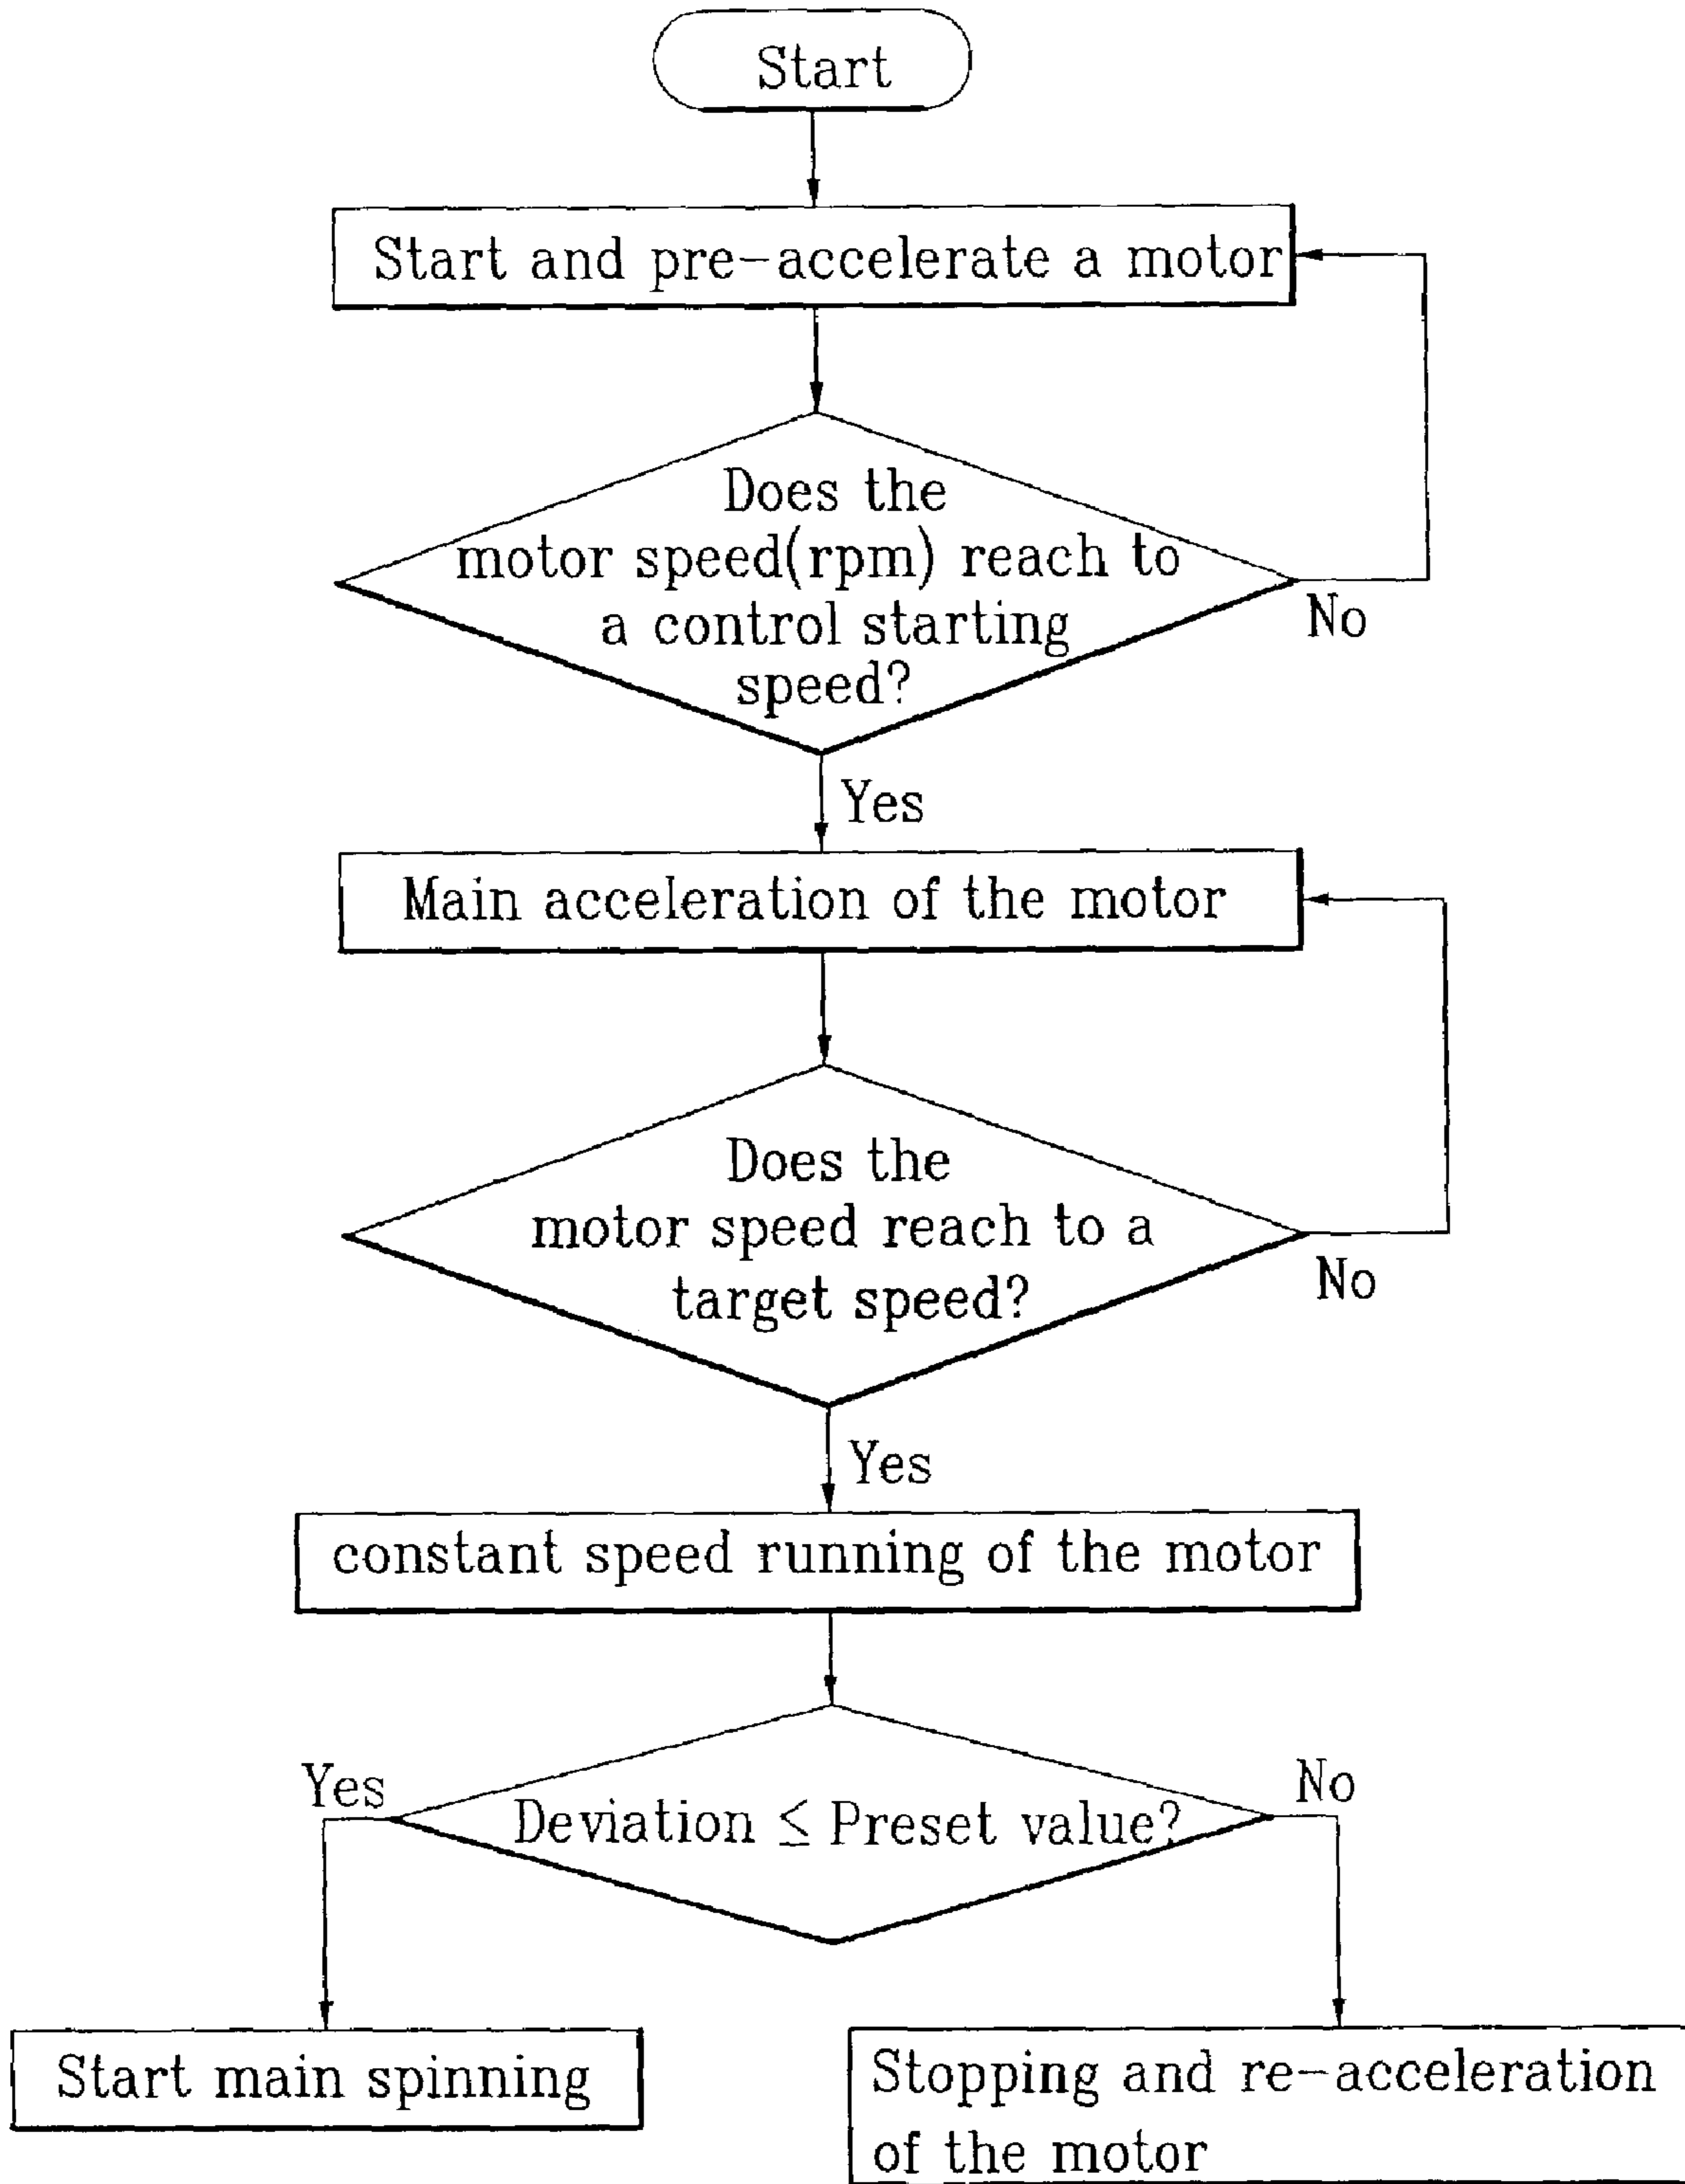 Start
Start and pre-accelerate a motor
Does the
motor speed(rpm) reach to
a control starting
speed?
No
Yes
Main acceleration of the motor
Does the
motor speed reach to a
target speed?
No
Yes
constant speed running of the motor
Yes
No
Deviation ≤ Preset value?
Start main spinning
Stopping and re-acceleration
of the motor